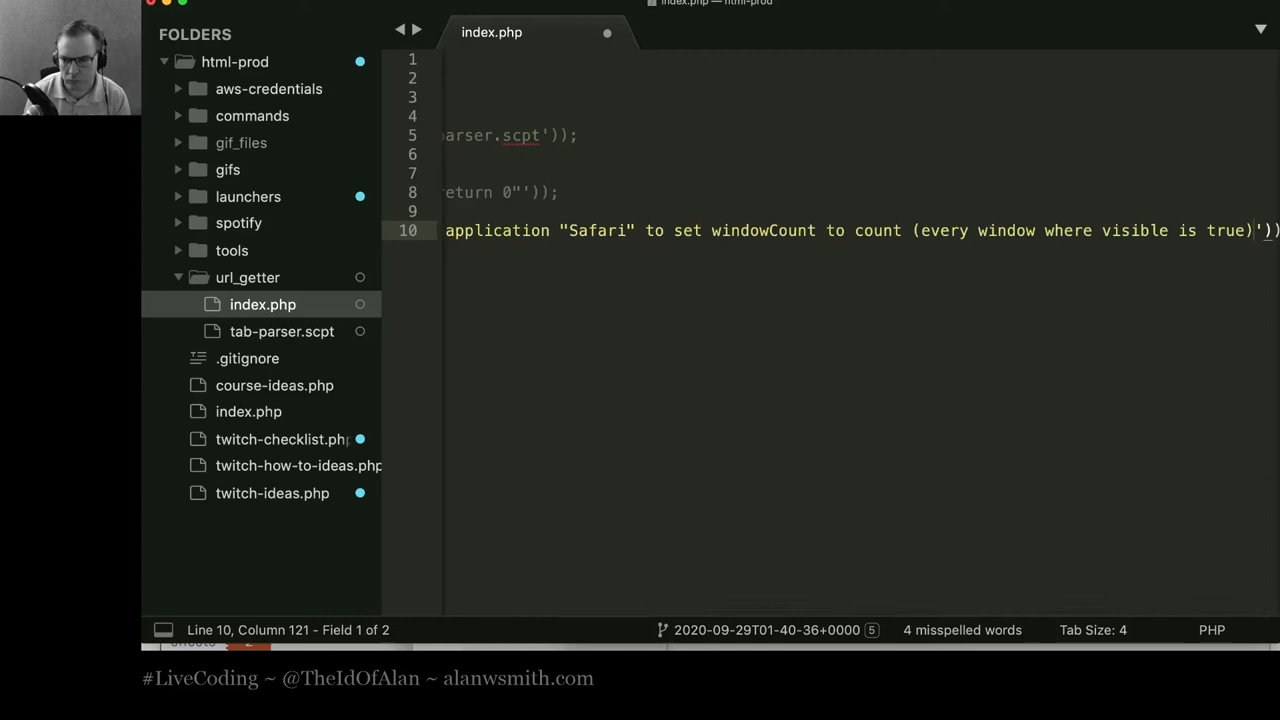 index.php — html-prod
FOLDERS
index.php
html-prod
aws-credentials
commands
gif_files
gifs
launchers
spotify
tools
url_getter
index.php
tab-parser.scpt
.gitignore
course-ideas.php
index.php
twitch-checklist.php
twitch-how-to-ideas.php
twitch-ideas.php
1
2
3
4
5 parser.scpt'));
6
7
8 return 0"'));
9
10 application "Safari" to set windowCount to count (every window where visible is true)'))
Line 10, Column 121 - Field 1 of 2
2020-09-29T01-40-36+0000 5
4 misspelled words
Tab Size: 4
PHP
#LiveCoding ~ @TheIdOfAlan ~ alanwsmith.com